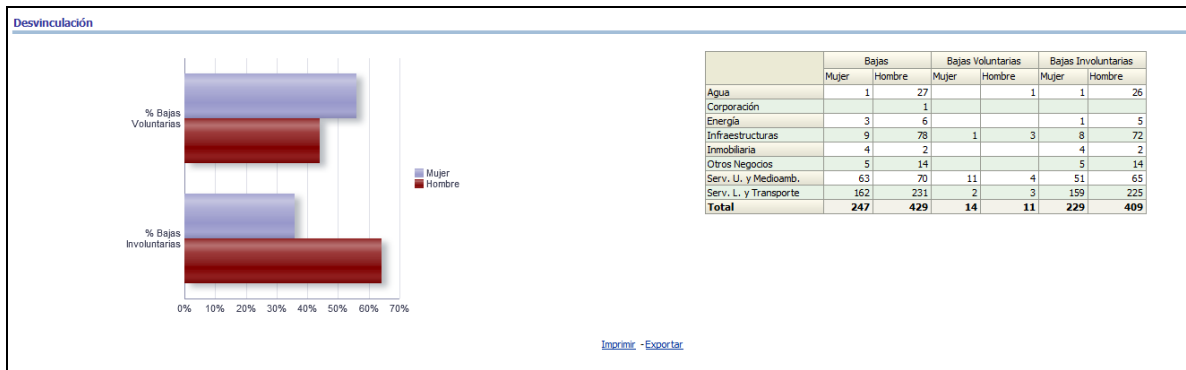 Desvinculación
% Bajas
Voluntarias
% Bajas
Involuntarias
0% 10% 20% 30% 40% 50% 60% 70%
Mujer
Hombre
Bajas Bajas Voluntarias Bajas Involuntarias
Mujer Hombre Mujer Hombre Mujer Hombre
Agua 1 27 1 1 26
Corporación 1
Energía 3 6 1 5
Infraestructuras 9 78 1 3 8 72
Inmobiliaria 4 2 4 2
Otros Negocios 5 14 5 14
Serv. U. y Medioamb. 63 70 11 4 51 65
Serv. L. y Transporte 162 231 2 3 159 225
Total 247 429 14 11 229 409
Imprimir - Exportar